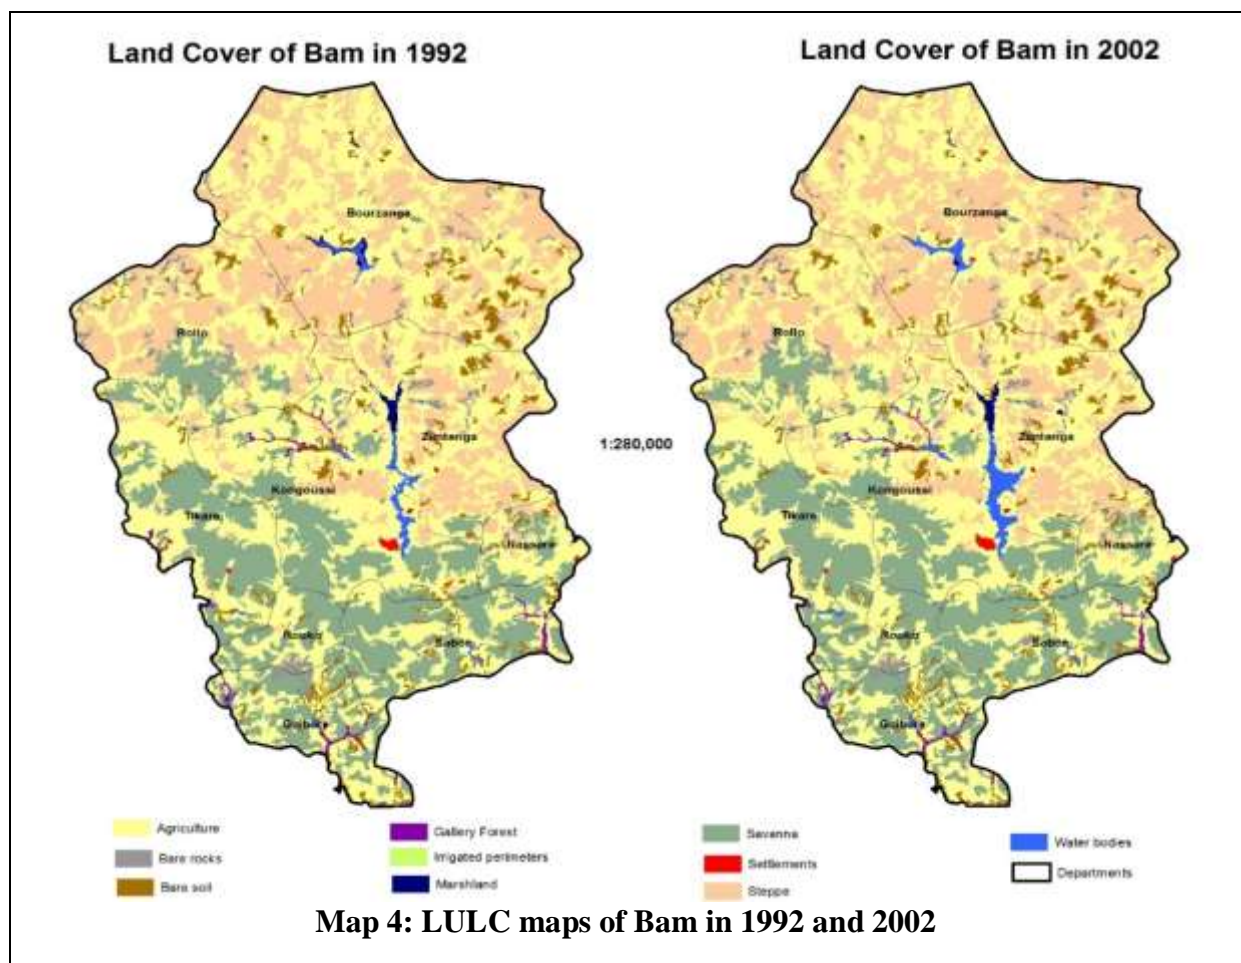 Land Cover of Bam in 1992
Land Cover of Bam in 2002
Bourzanga
Bourzanga
Rollo
Rollo
Zimtenga
Zimtenga
1:280,000
Kongoussi
Kongoussi
Tikare
Tikare
Nassere
Nassere
Rouko
Rouko
Sabce
Sabce
Guibare
Guibare
Agriculture
Bare rocks
Bare soil
Gallery Forest
Irrigated perimeters
Marshland
Savanna
Settlements
Steppe
Water bodies
Departments
Map 4: LULC maps of Bam in 1992 and 2002